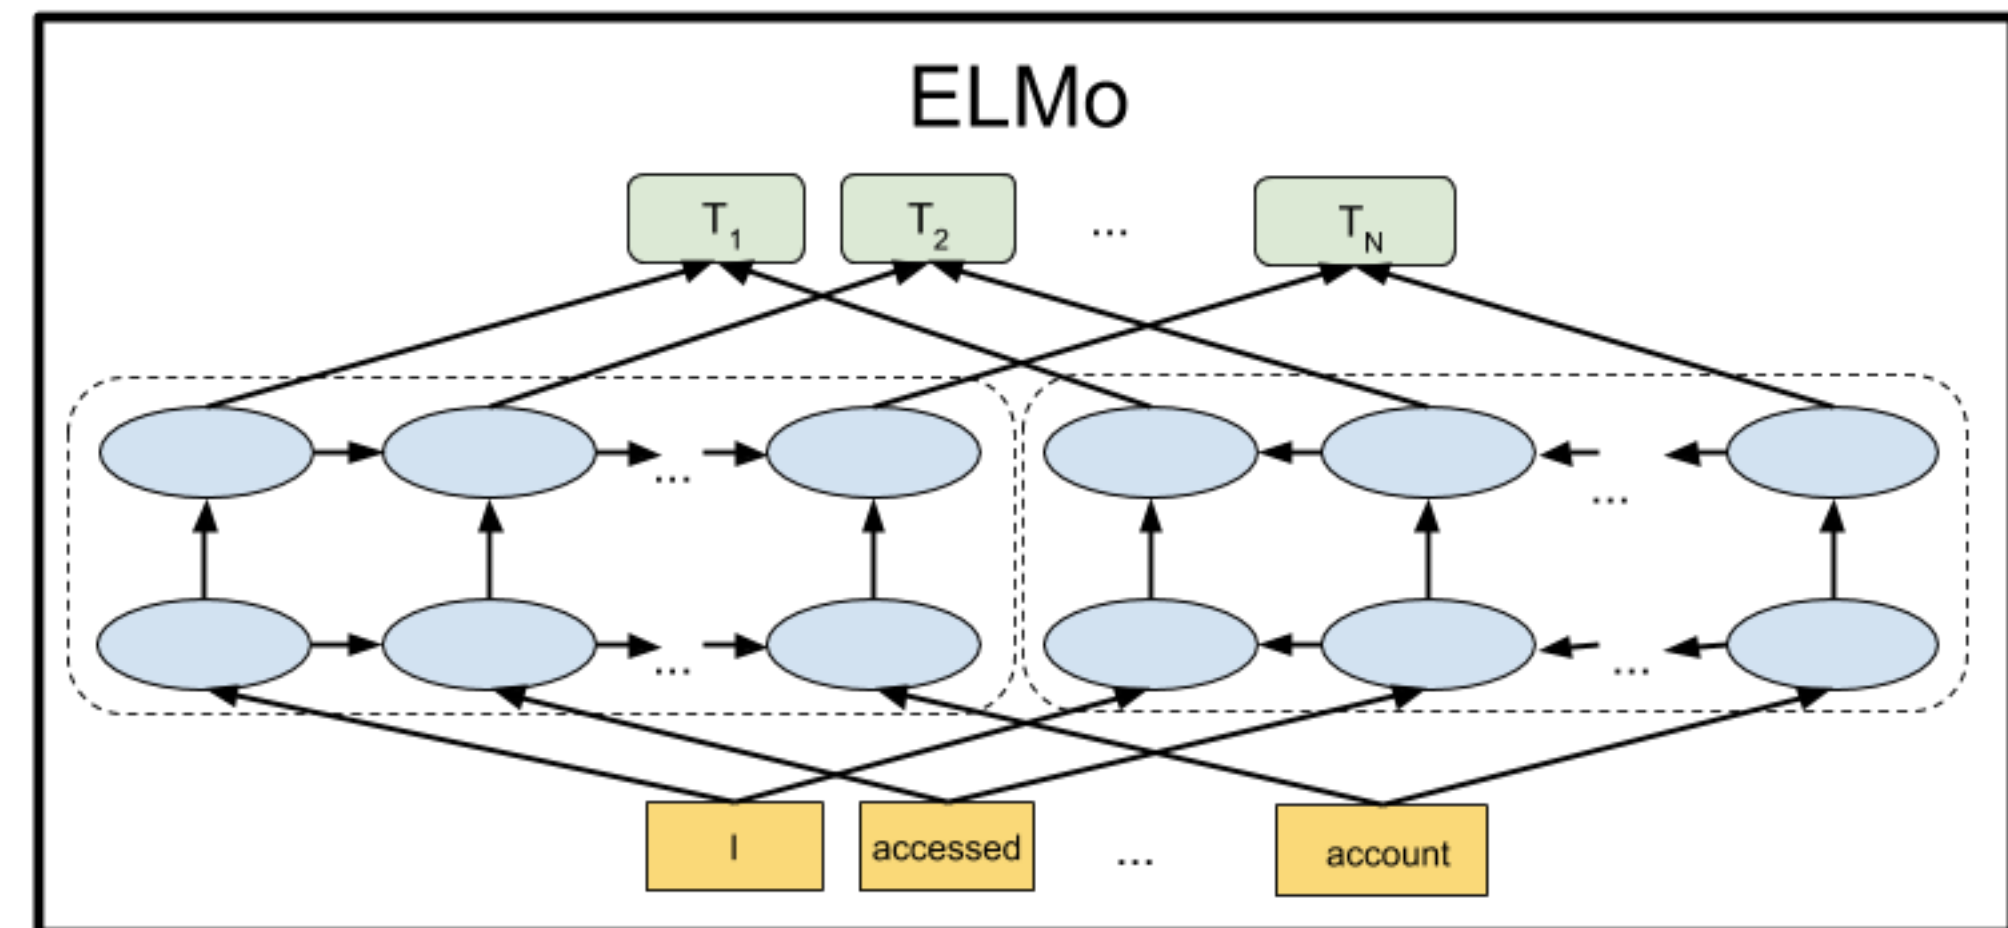 ELMo
T1 T2 ... TN
... ...
... ...
I accessed ... account